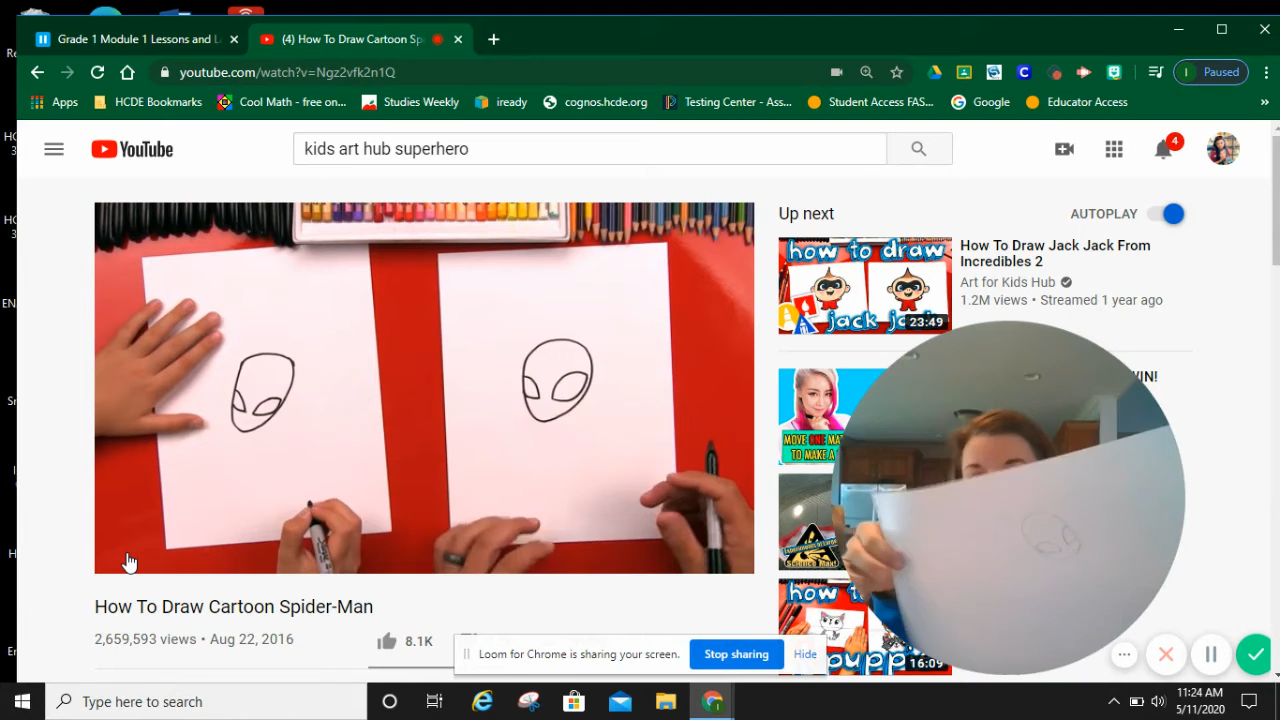 Grade 1 Module 1 Lessons and L
(4) How To Draw Cartoon Sp
youtube.com/watch?v=Ngz2vfk2n1Q
Paused
Apps
HCDE Bookmarks
Cool Math - free on...
Studies Weekly
iready
cognos.hcde.org
Testing Center - Ass...
Student Access FAS...
Google
Educator Access
YouTube
kids art hub superhero
4
Up next
AUTOPLAY
how to draw
jack jack
23:49
How To Draw Jack Jack From
Incredibles 2
Art for Kids Hub
1.2M views • Streamed 1 year ago
WIN!
MOVE ONE MA
TO MAKE A
how to
16:09
How To Draw Cartoon Spider-Man
2,659,593 views • Aug 22, 2016
8.1K
Loom for Chrome is sharing your screen.
Stop sharing
Hide
Type here to search
11:24 AM
5/11/2020